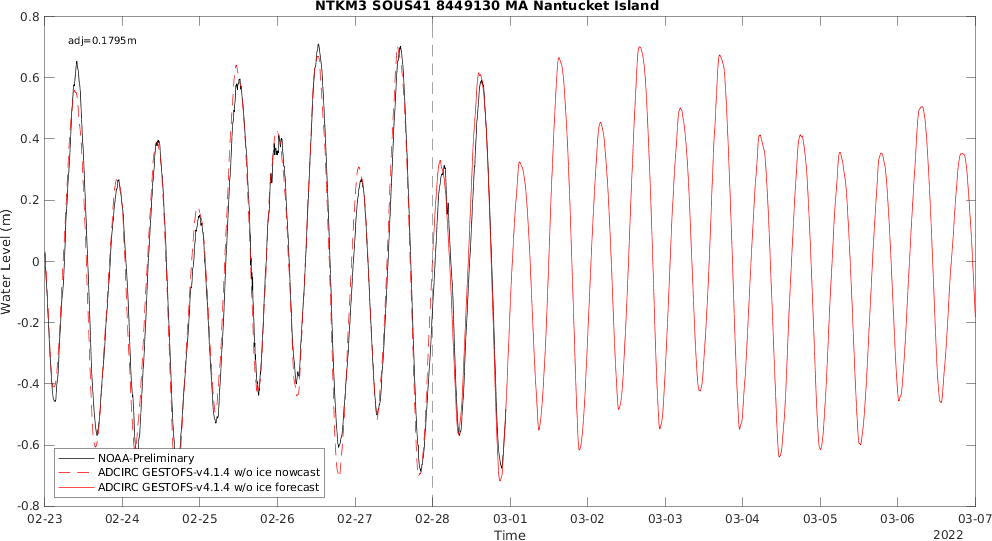 NTKM3 SOUS41 8449130 MA Nantucket Island
adj=0.1795m
0.8
0.6
0.4
0.2
0
-0.2
-0.4
-0.6
-0.8
Water Level (m)
NOAA-Preliminary
ADCIRC GESTOFS-v4.1.4 w/o ice nowcast
ADCIRC GESTOFS-v4.1.4 w/o ice forecast
02-23 02-24 02-25 02-26 02-27 02-28 03-01 03-02 03-03 03-04 03-05 03-06 03-07
Time
2022